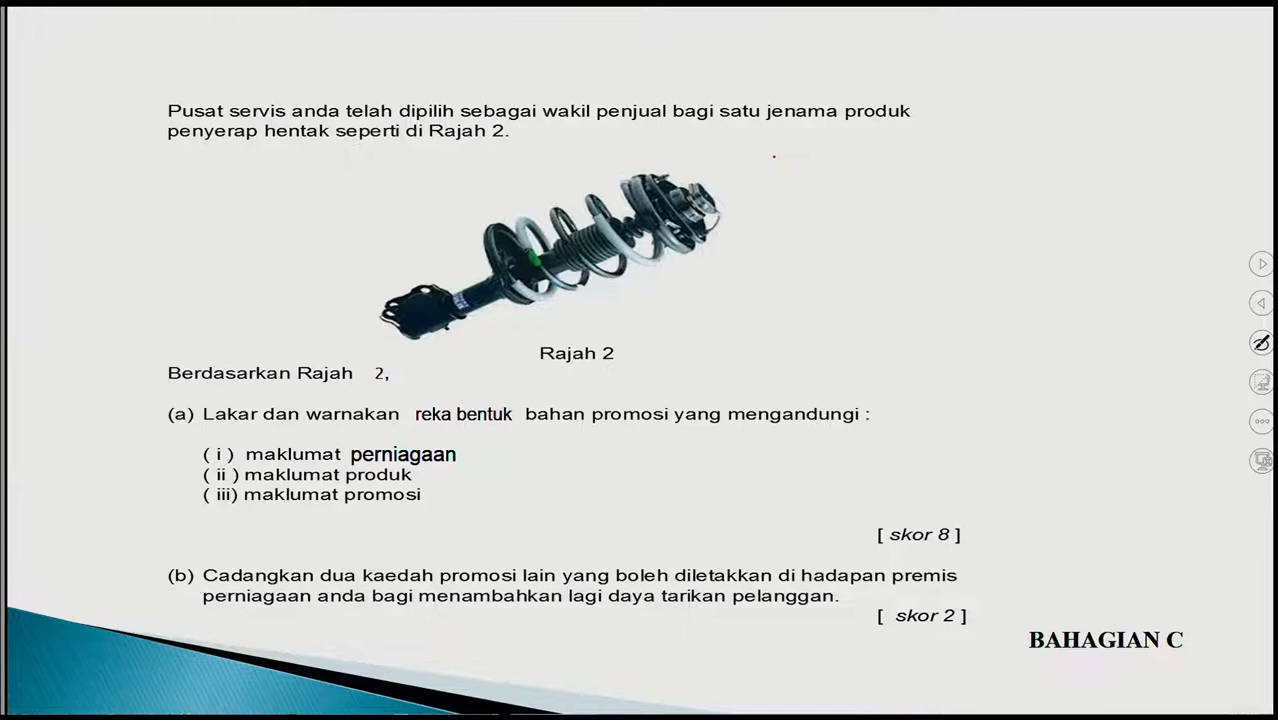 Pusat servis anda telah dipilih sebagai wakil penjual bagi satu jenama produk
penyerap hentak seperti di Rajah 2.
Rajah 2
Berdasarkan Rajah 2,
(a) Lakar dan warnakan reka bentuk bahan promosi yang mengandungi :
( i ) maklumat perniagaan
( ii ) maklumat produk
( iii) maklumat promosi
[ skor 8 ]
(b) Cadangkan dua kaedah promosi lain yang boleh diletakkan di hadapan premis
perniagaan anda bagi menambahkan lagi daya tarikan pelanggan.
[ skor 2 ]
BAHAGIAN C